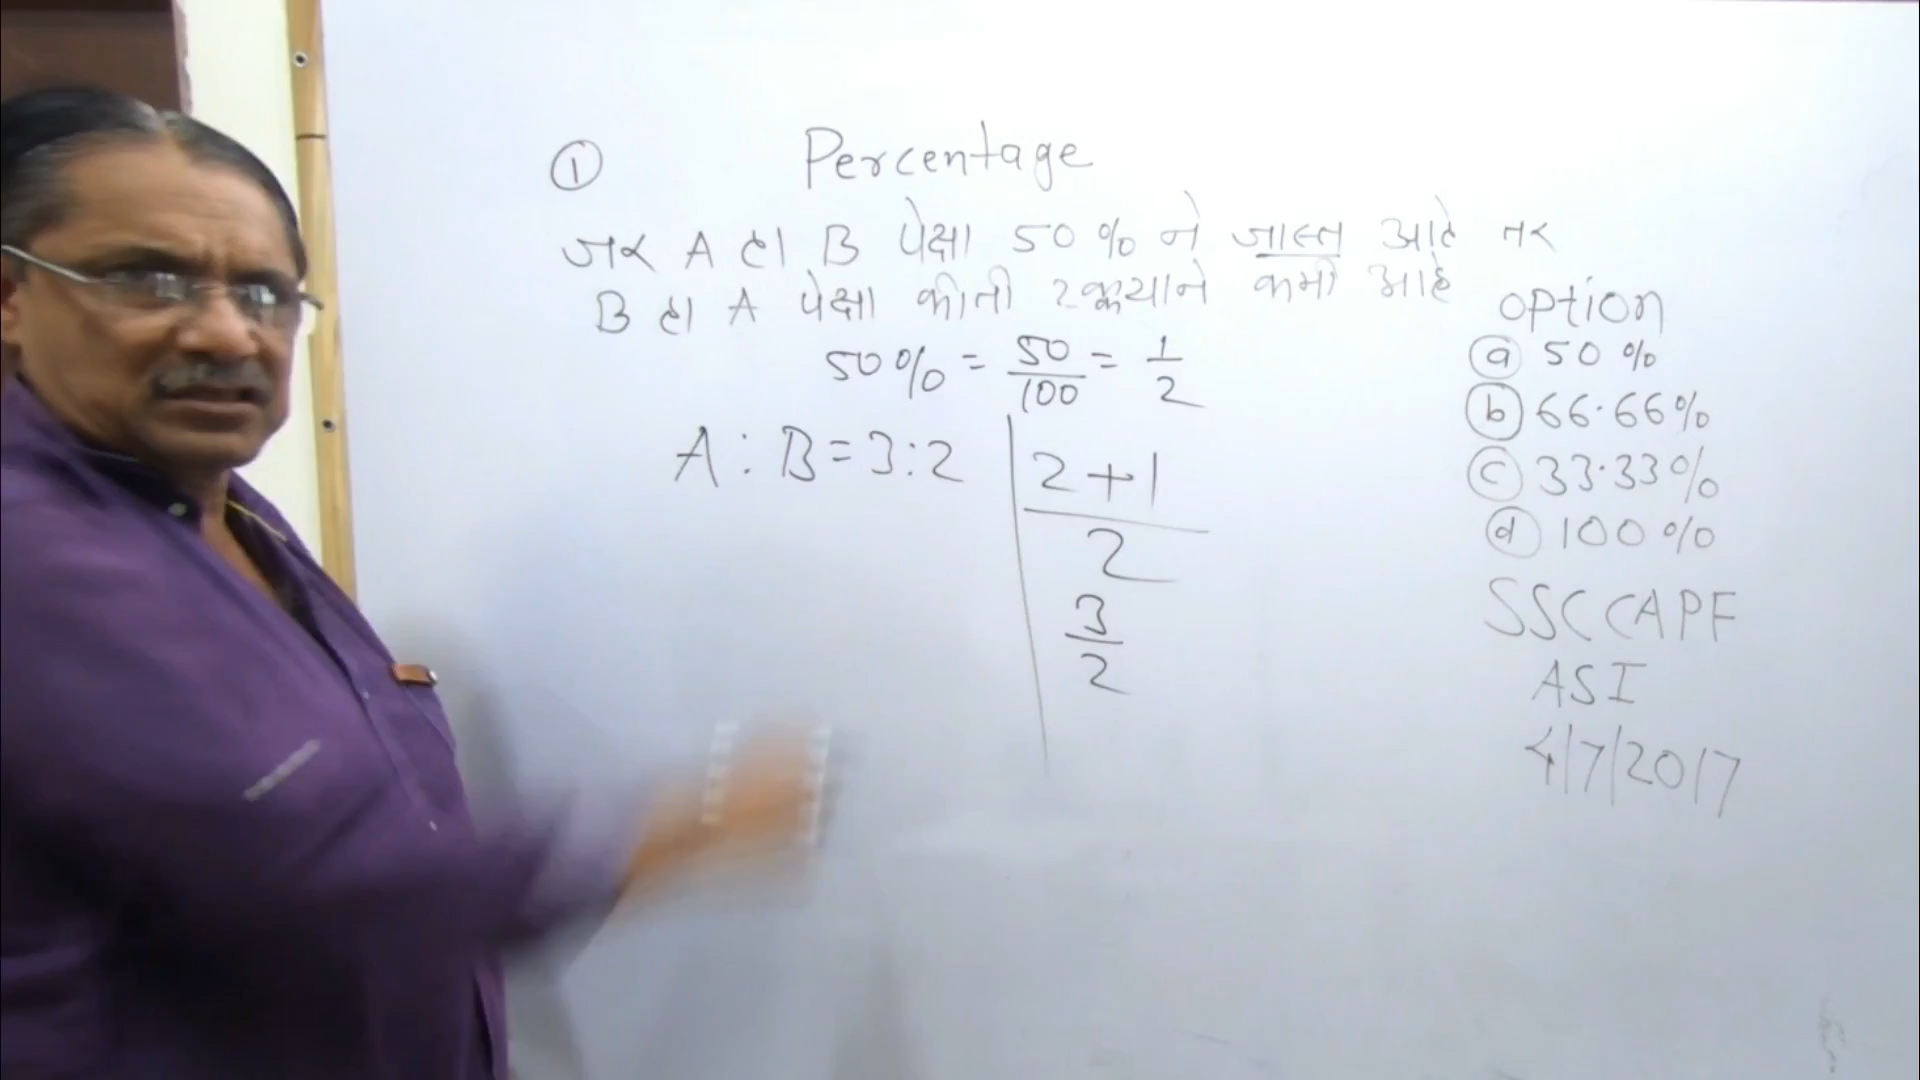 ① Percentage
जर A हा B पेक्षा 50% ने जास्त आहे तर
B हा A पेक्षा कीती टक्क्याने कमी आहे
50% = 50/100 = 1/2
A : B = 3:2
2+1
2
3
2
option
ⓐ 50%
ⓑ 66.66%
ⓒ 33.33%
ⓓ 100%
SSC CAPF
ASI
4/7/2017